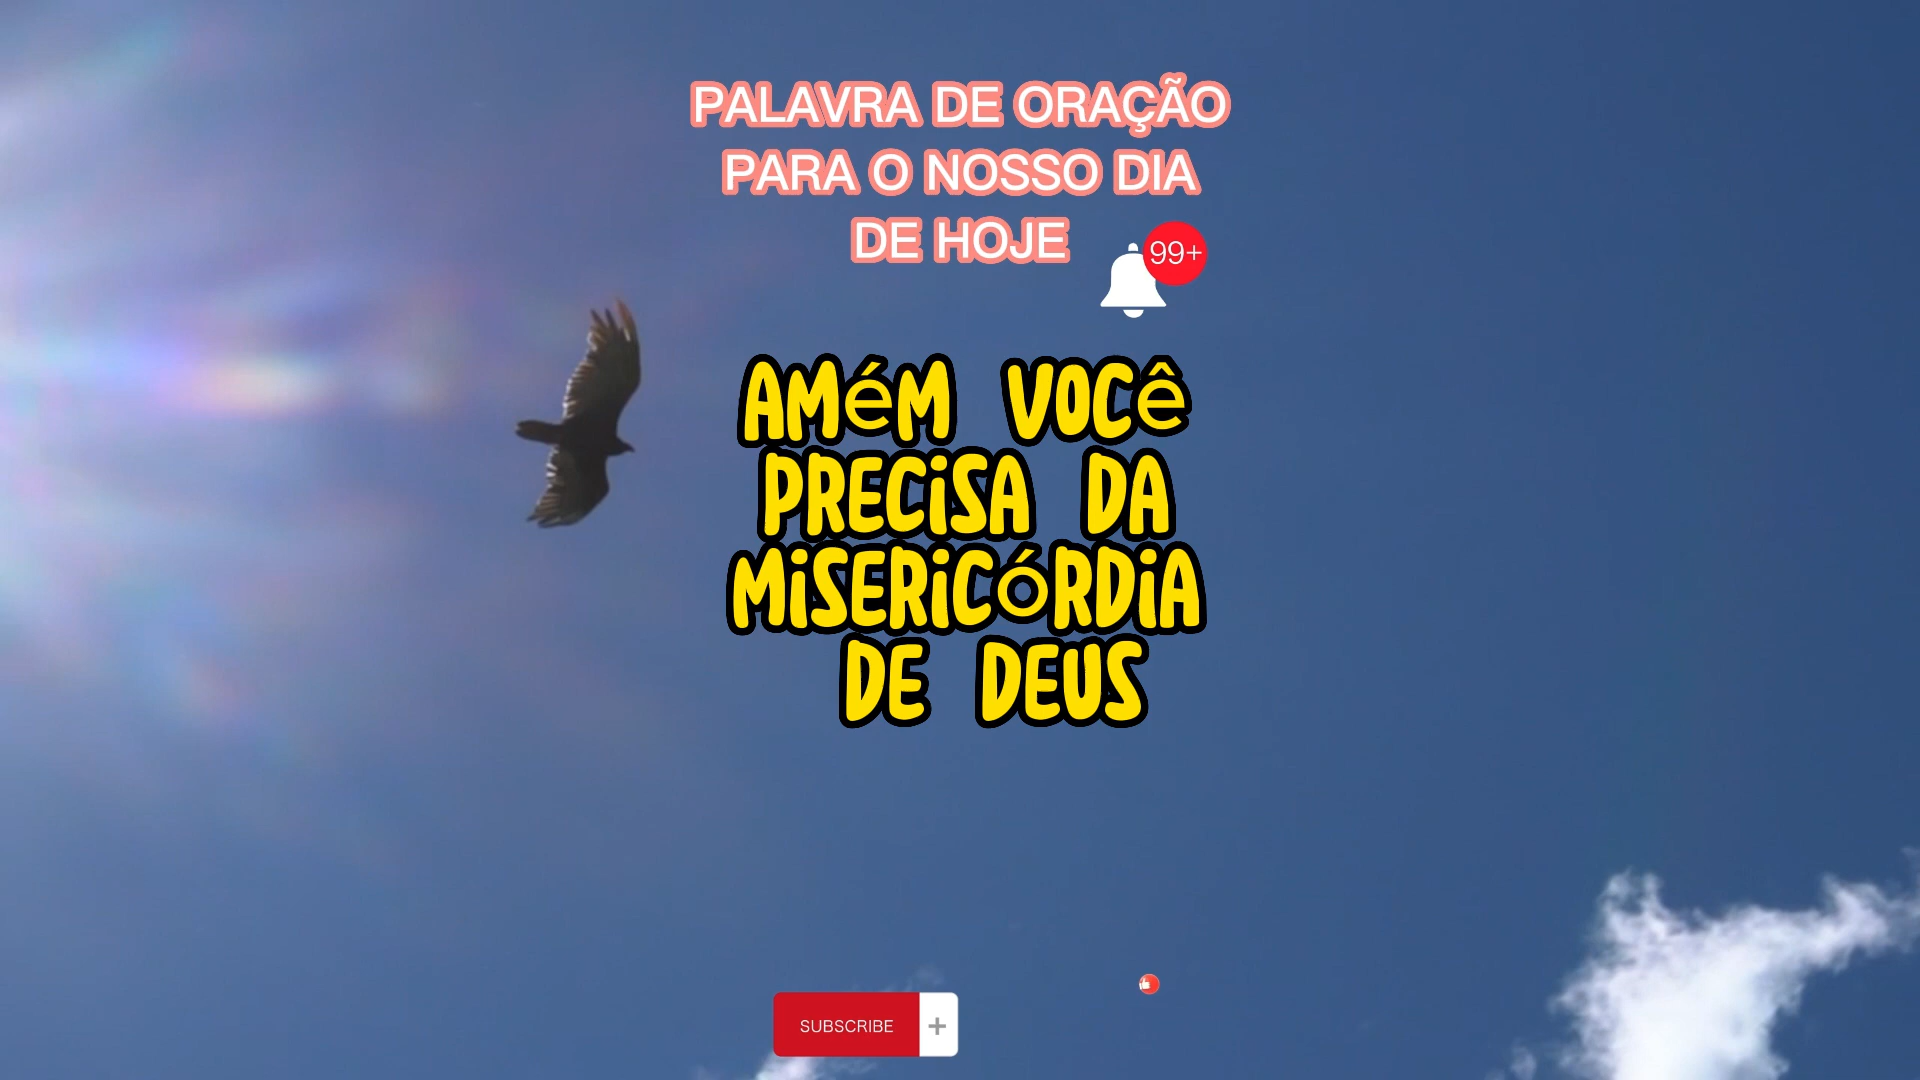 PALAVRA DE ORAÇÃO
PARA O NOSSO DIA
DE HOJE
99+
AMéM VOCê
PRECiSA DA
MiSERiCóRDiA
DE DEUS
SUBSCRIBE +